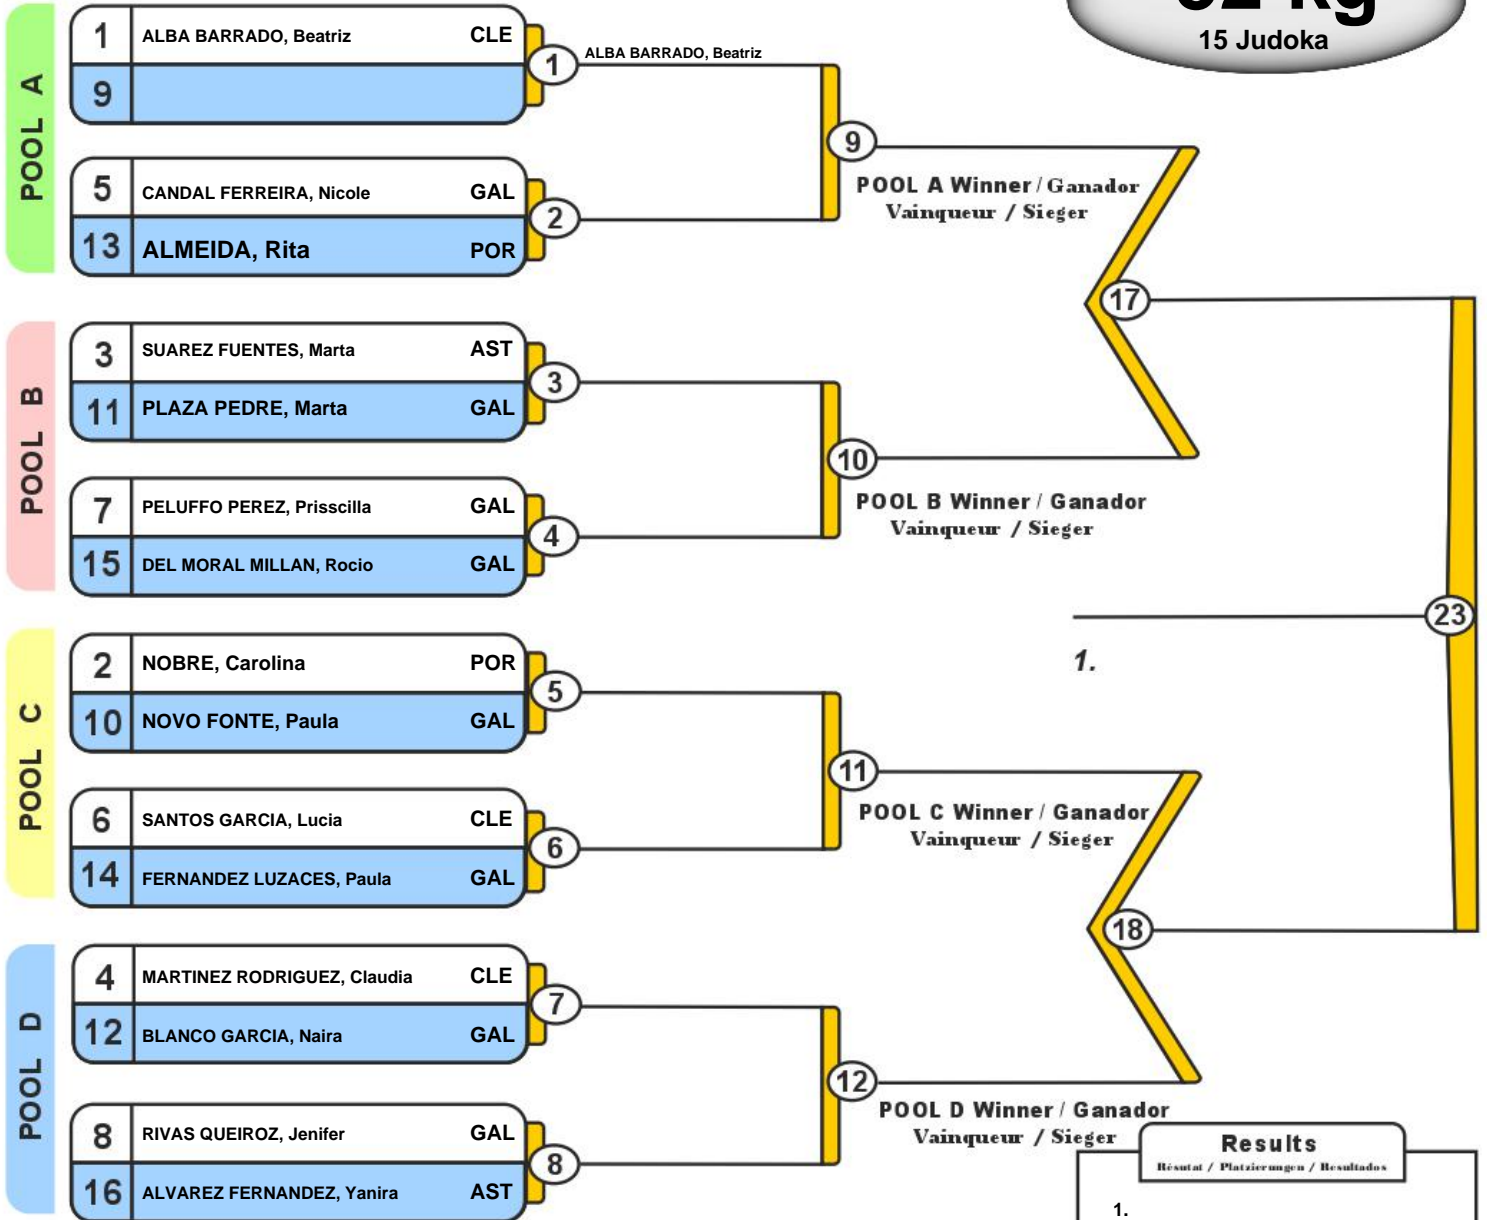 52 kg
15 Judoka
POOL A
1 ALBA BARRADO, Beatriz CLE
9
1
ALBA BARRADO, Beatriz
5 CANDAL FERREIRA, Nicole GAL
13 ALMEIDA, Rita POR
2
9
POOL A Winner / Ganador
Vainqueur / Sieger
17
POOL B
3 SUAREZ FUENTES, Marta AST
11 PLAZA PEDRE, Marta GAL
3
7 PELUFFO PEREZ, Prisscilla GAL
15 DEL MORAL MILLAN, Rocio GAL
4
10
POOL B Winner / Ganador
Vainqueur / Sieger
23
1.
POOL C
2 NOBRE, Carolina POR
10 NOVO FONTE, Paula GAL
5
6 SANTOS GARCIA, Lucia CLE
14 FERNANDEZ LUZACES, Paula GAL
6
11
POOL C Winner / Ganador
Vainqueur / Sieger
18
POOL D
4 MARTINEZ RODRIGUEZ, Claudia CLE
12 BLANCO GARCIA, Naira GAL
7
8 RIVAS QUEIROZ, Jenifer GAL
16 ALVAREZ FERNANDEZ, Yanira AST
8
12
POOL D Winner / Ganador
Vainqueur / Sieger
Results
Résutat / Platzierungen / Resultados
1.